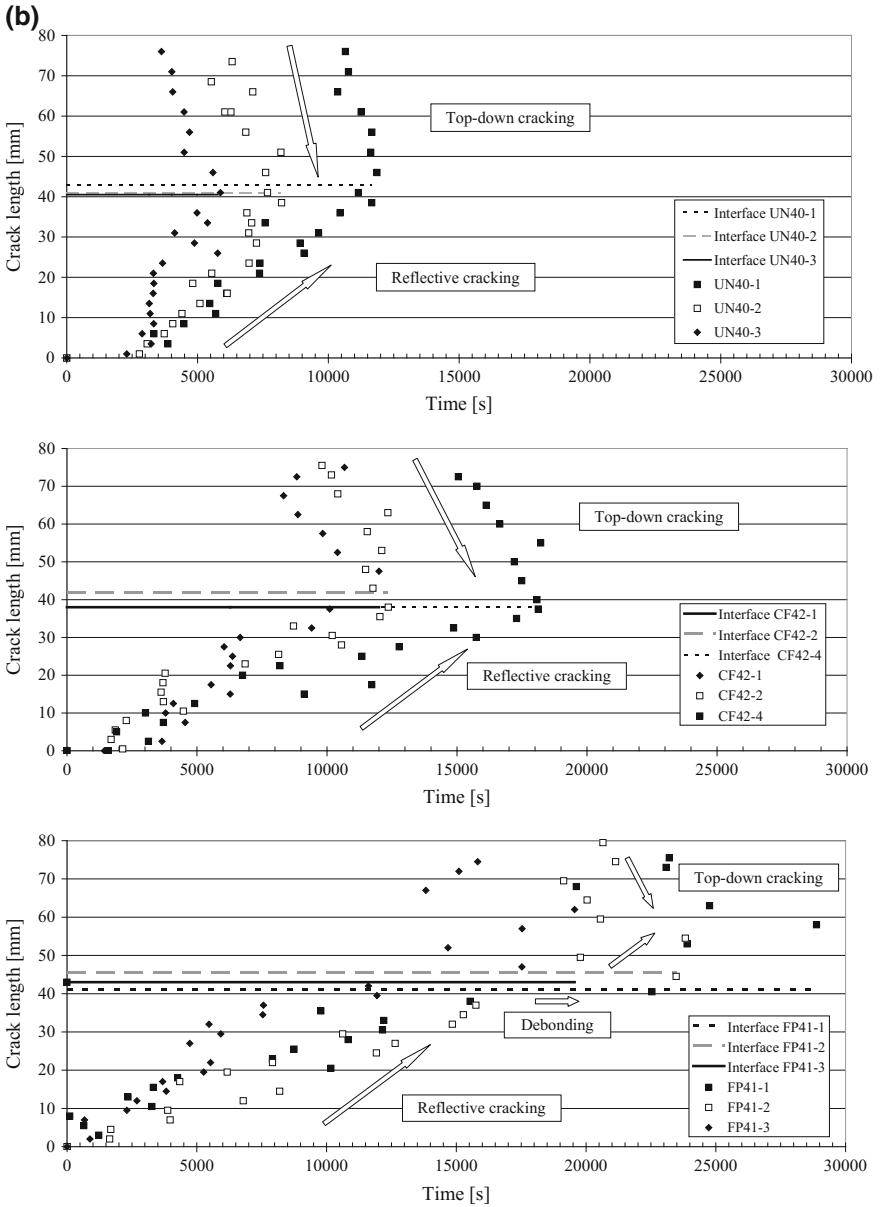 (b)
80
70
60
50
40
30
20
10
0
Crack length [mm]
Top-down cracking
Reflective cracking
Interface UN40-1
Interface UN40-2
Interface UN40-3
UN40-1
UN40-2
UN40-3
0 5000 10000 15000 20000 25000 30000
Time [s]
80
70
60
50
40
30
20
10
0
Crack length [mm]
Top-down cracking
Reflective cracking
Interface CF42-1
Interface CF42-2
Interface CF42-4
CF42-1
CF42-2
CF42-4
0 5000 10000 15000 20000 25000 30000
Time [s]
80
70
60
50
40
30
20
10
0
Crack length [mm]
Top-down cracking
Debonding
Reflective cracking
Interface FP41-1
Interface FP41-2
Interface FP41-3
FP41-1
FP41-2
FP41-3
0 5000 10000 15000 20000 25000 30000
Time [s]